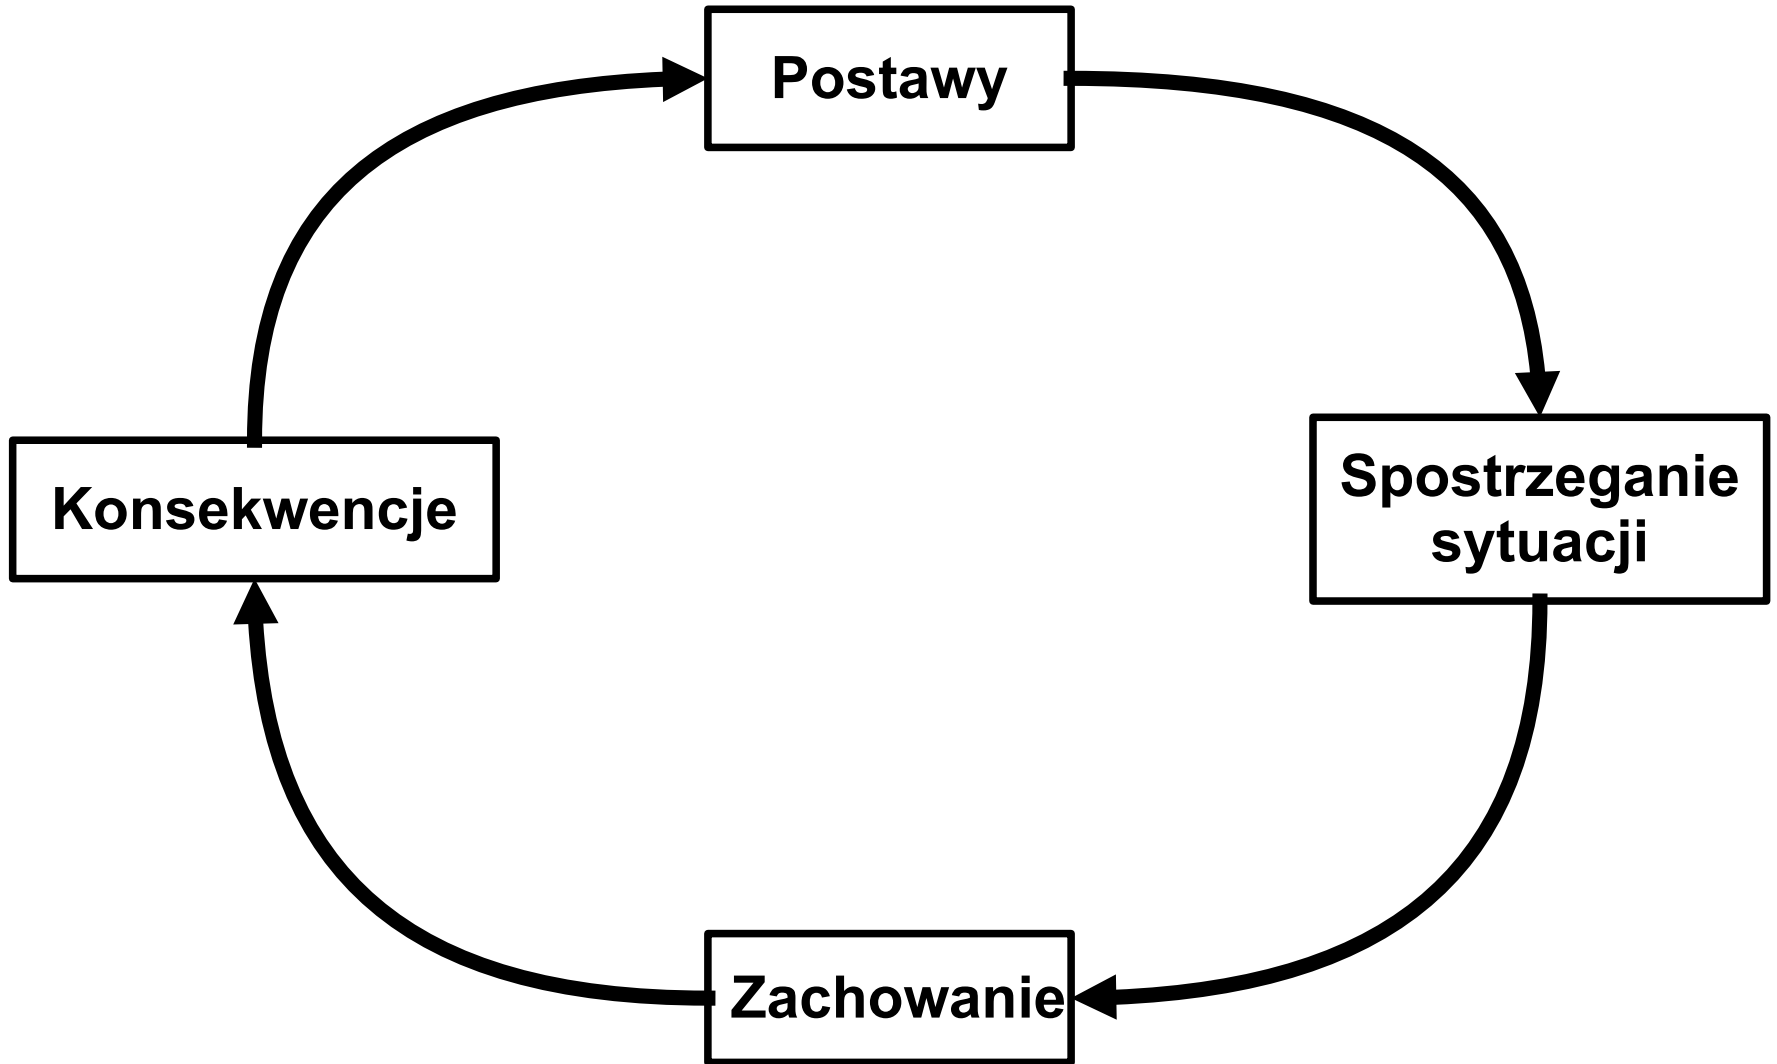 Postawy
Spostrzeganie
sytuacji
Konsekwencje
Zachowanie